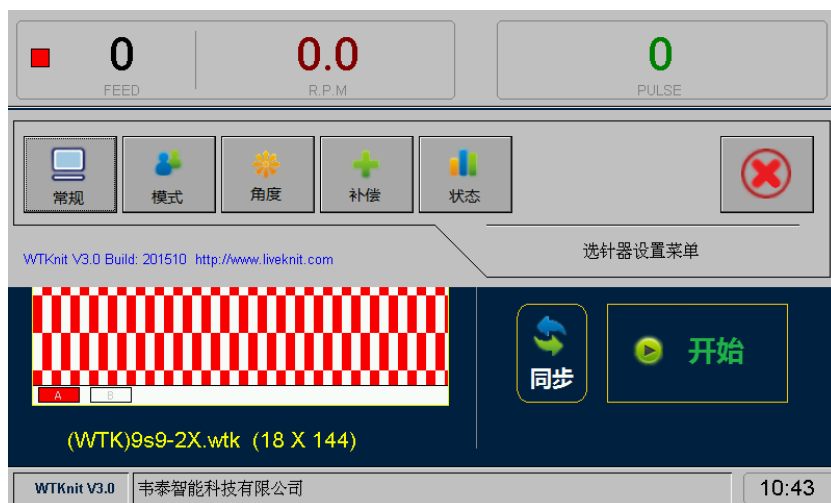 0
FEED
0.0
R.P.M
0
PULSE
常规
模式
角度
补偿
状态
WTKnit V3.0 Build: 201510 http://www.liveknit.com
选针器设置菜单
A
B
同步
开始
(WTK)9s9-2X.wtk (18 X 144)
WTKnit V3.0
韦泰智能科技有限公司
10:43